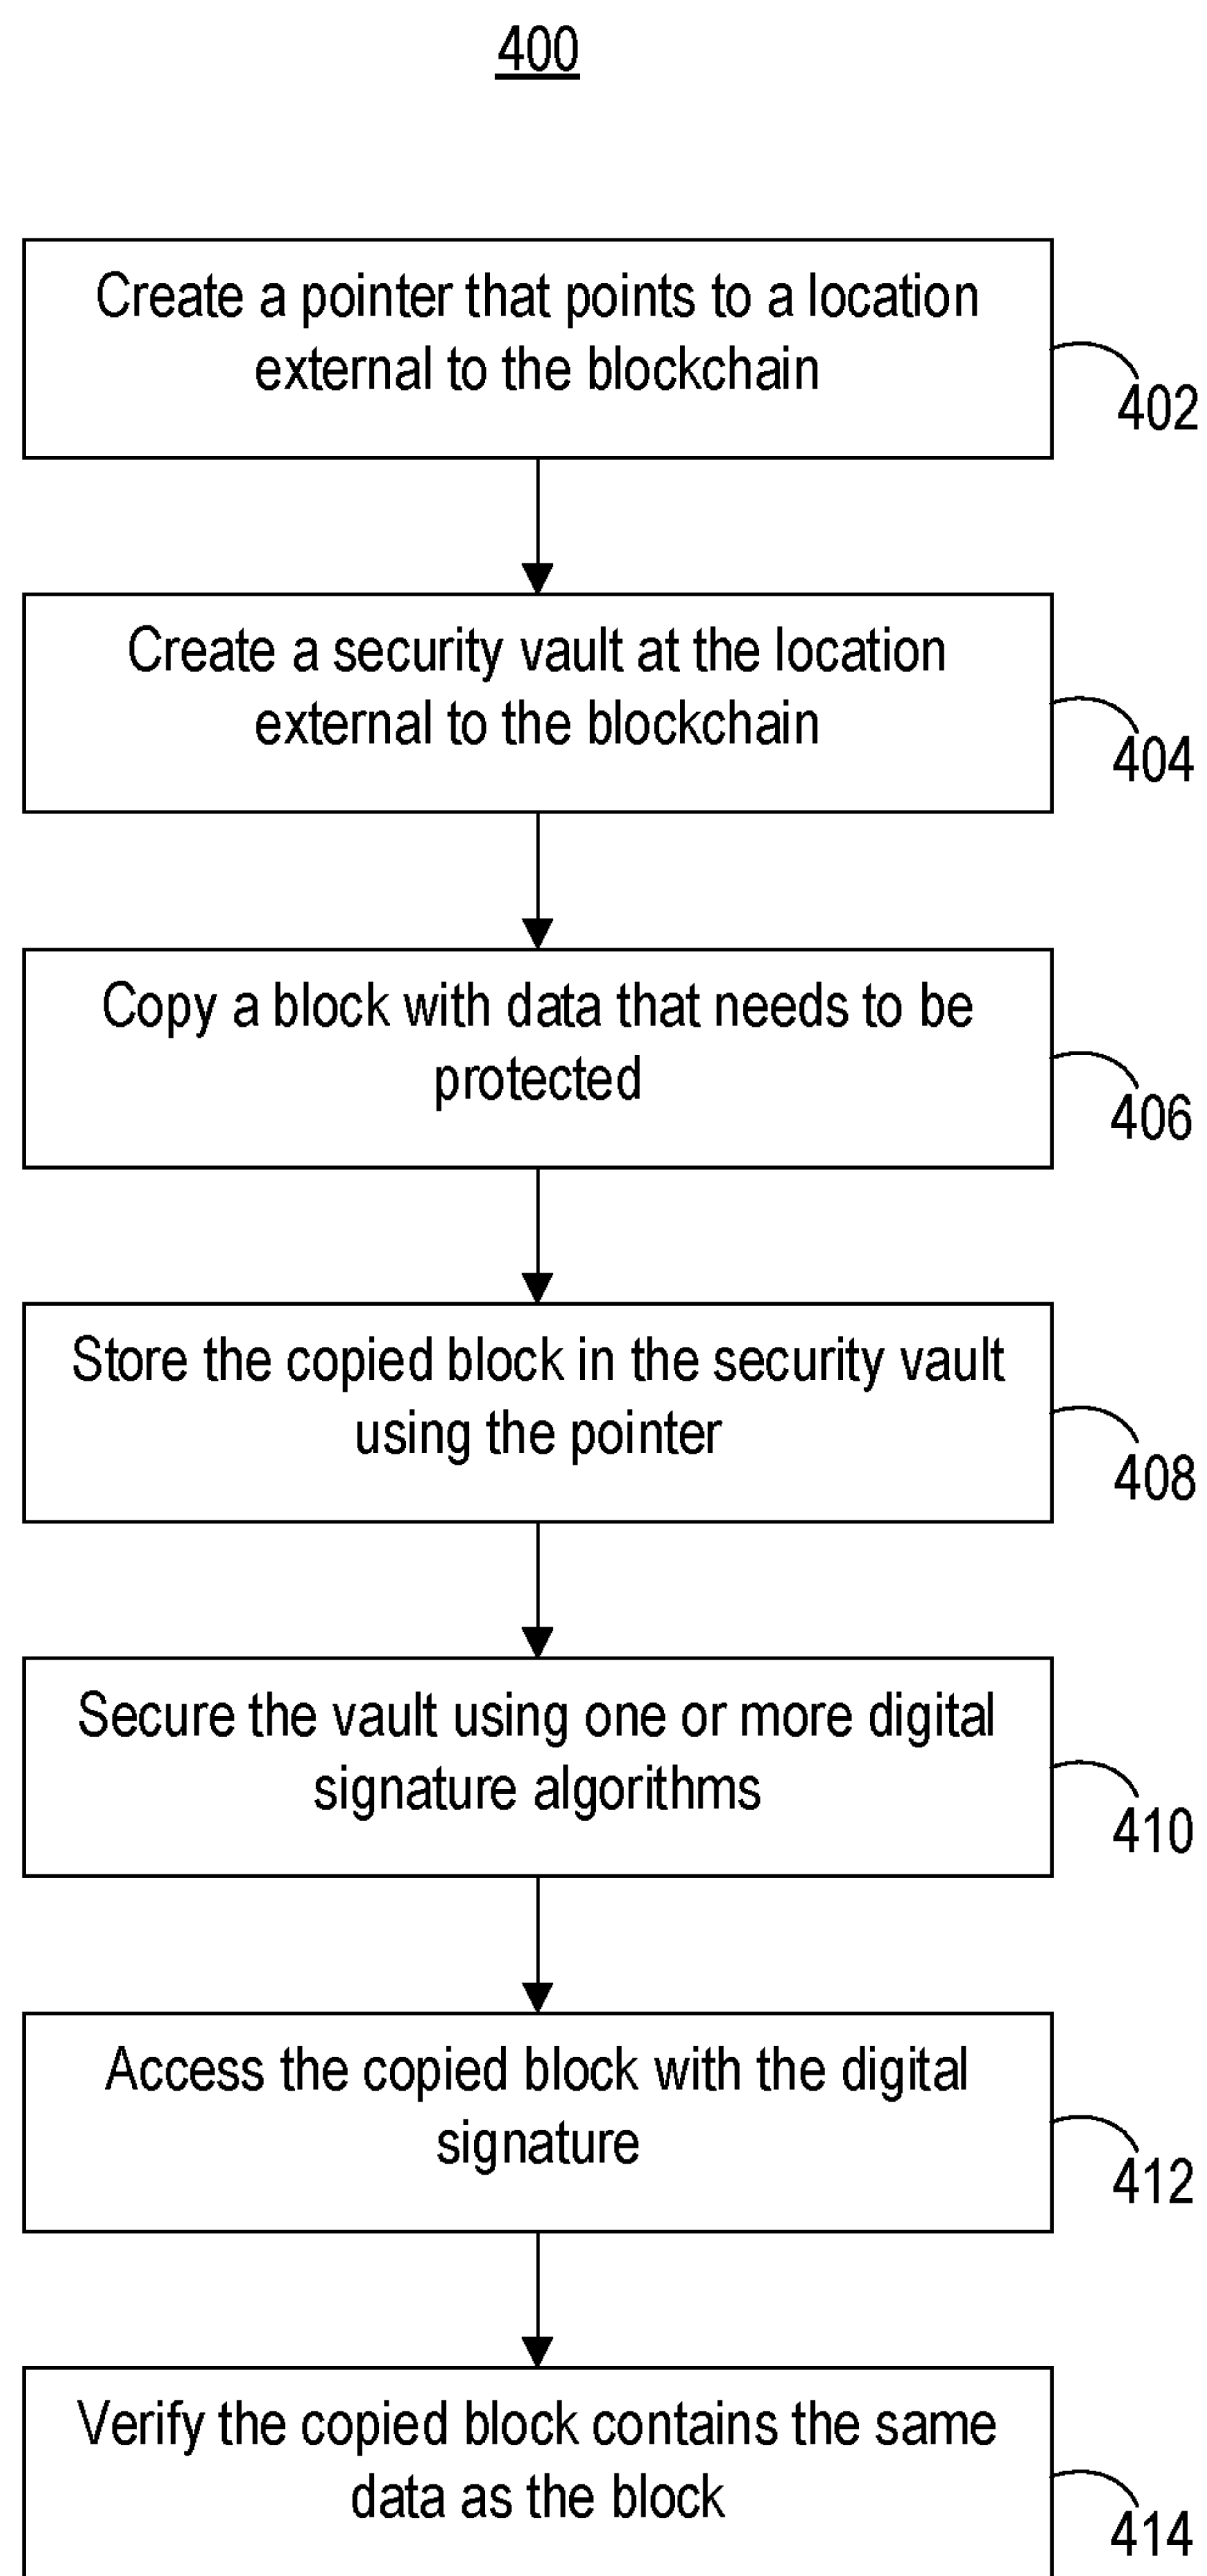 400
Create a pointer that points to a location
external to the blockchain
402
Create a security vault at the location
external to the blockchain
404
Copy a block with data that needs to be
protected
406
Store the copied block in the security vault
using the pointer
408
Secure the vault using one or more digital
signature algorithms
410
Access the copied block with the digital
signature
412
Verify the copied block contains the same
data as the block
414